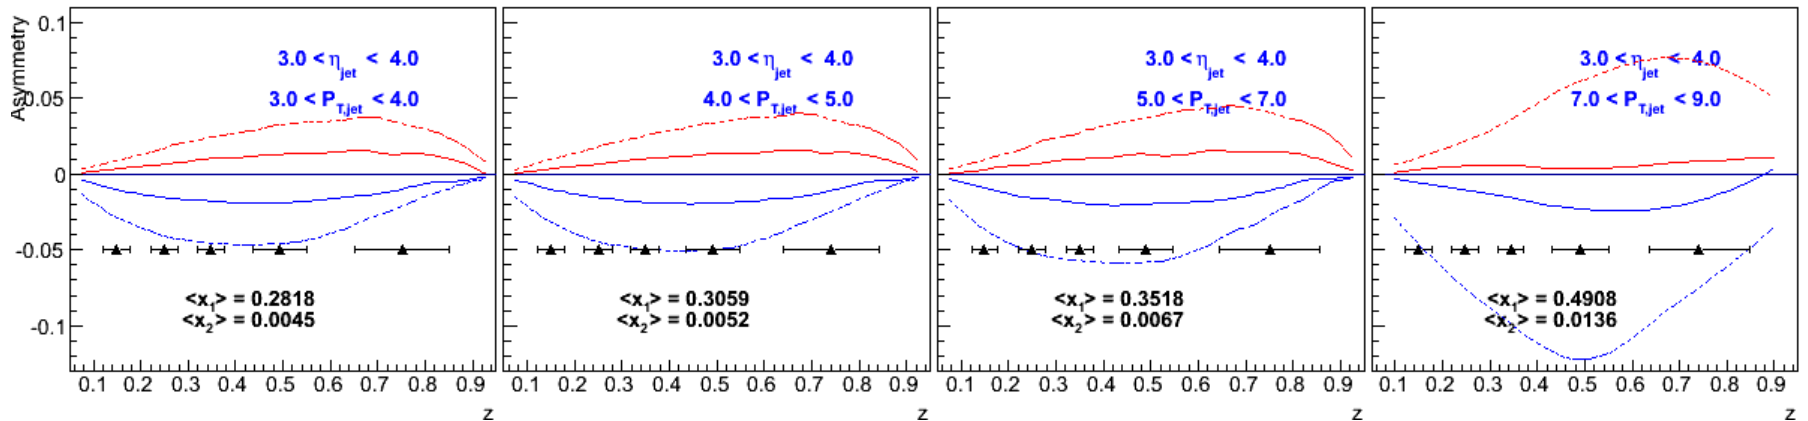 Asymmetry
0.1
0.05
0
-0.05
-0.1
3.0 < η_jet < 4.0
3.0 < P_T,jet < 4.0
<x_1> = 0.2818
<x_2> = 0.0045
0.1 0.2 0.3 0.4 0.5 0.6 0.7 0.8 0.9
z
3.0 < η_jet < 4.0
4.0 < P_T,jet < 5.0
<x_1> = 0.3059
<x_2> = 0.0052
0.1 0.2 0.3 0.4 0.5 0.6 0.7 0.8 0.9
z
3.0 < η_jet < 4.0
5.0 < P_T,jet < 7.0
<x_1> = 0.3518
<x_2> = 0.0067
0.1 0.2 0.3 0.4 0.5 0.6 0.7 0.8 0.9
z
3.0 < η_jet < 4.0
7.0 < P_T,jet < 9.0
<x_1> = 0.4908
<x_2> = 0.0136
0.1 0.2 0.3 0.4 0.5 0.6 0.7 0.8 0.9
z